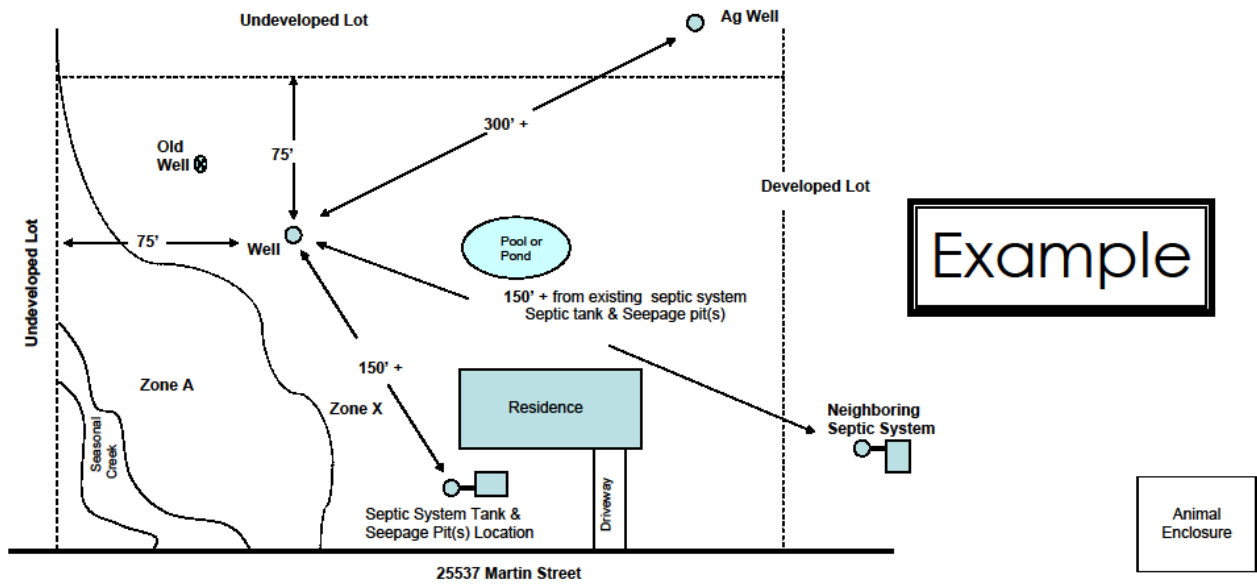 Undeveloped Lot
Ag Well
300' +
Old
Well
75'
Developed Lot
Example
Undeveloped Lot
75'
Well
Pool or
Pond
150' + from existing  septic system
Septic tank & Seepage pit(s)
150' +
Zone A
Zone X
Residence
Neighboring
Septic System
Seasonal
Creek
Driveway
Septic System Tank &
Seepage Pit(s) Location
Animal
Enclosure
25537 Martin Street